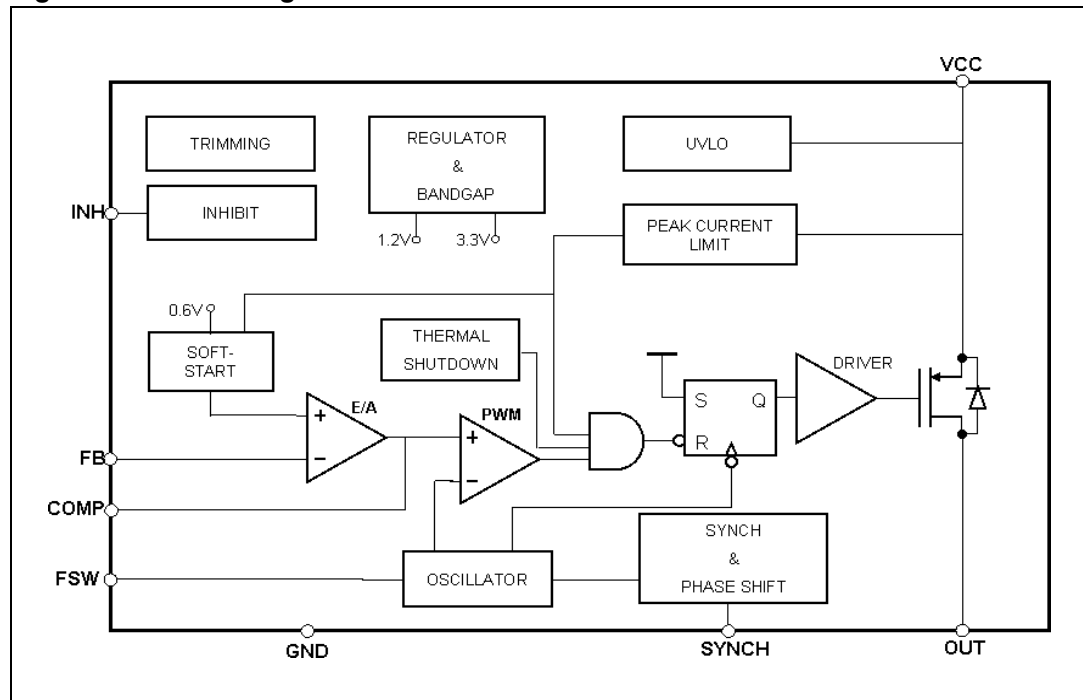 VCC
TRIMMING
REGULATOR
&
BANDGAP
UVLO
INH
INHIBIT
1.2V
3.3V
PEAK CURRENT
LIMIT
0.6V
SOFT-
START
THERMAL
SHUTDOWN
DRIVER
E/A
PWM
S
Q
R
+
-
+
-
FB
COMP
SYNCH
&
PHASE SHIFT
FSW
OSCILLATOR
GND
SYNCH
OUT